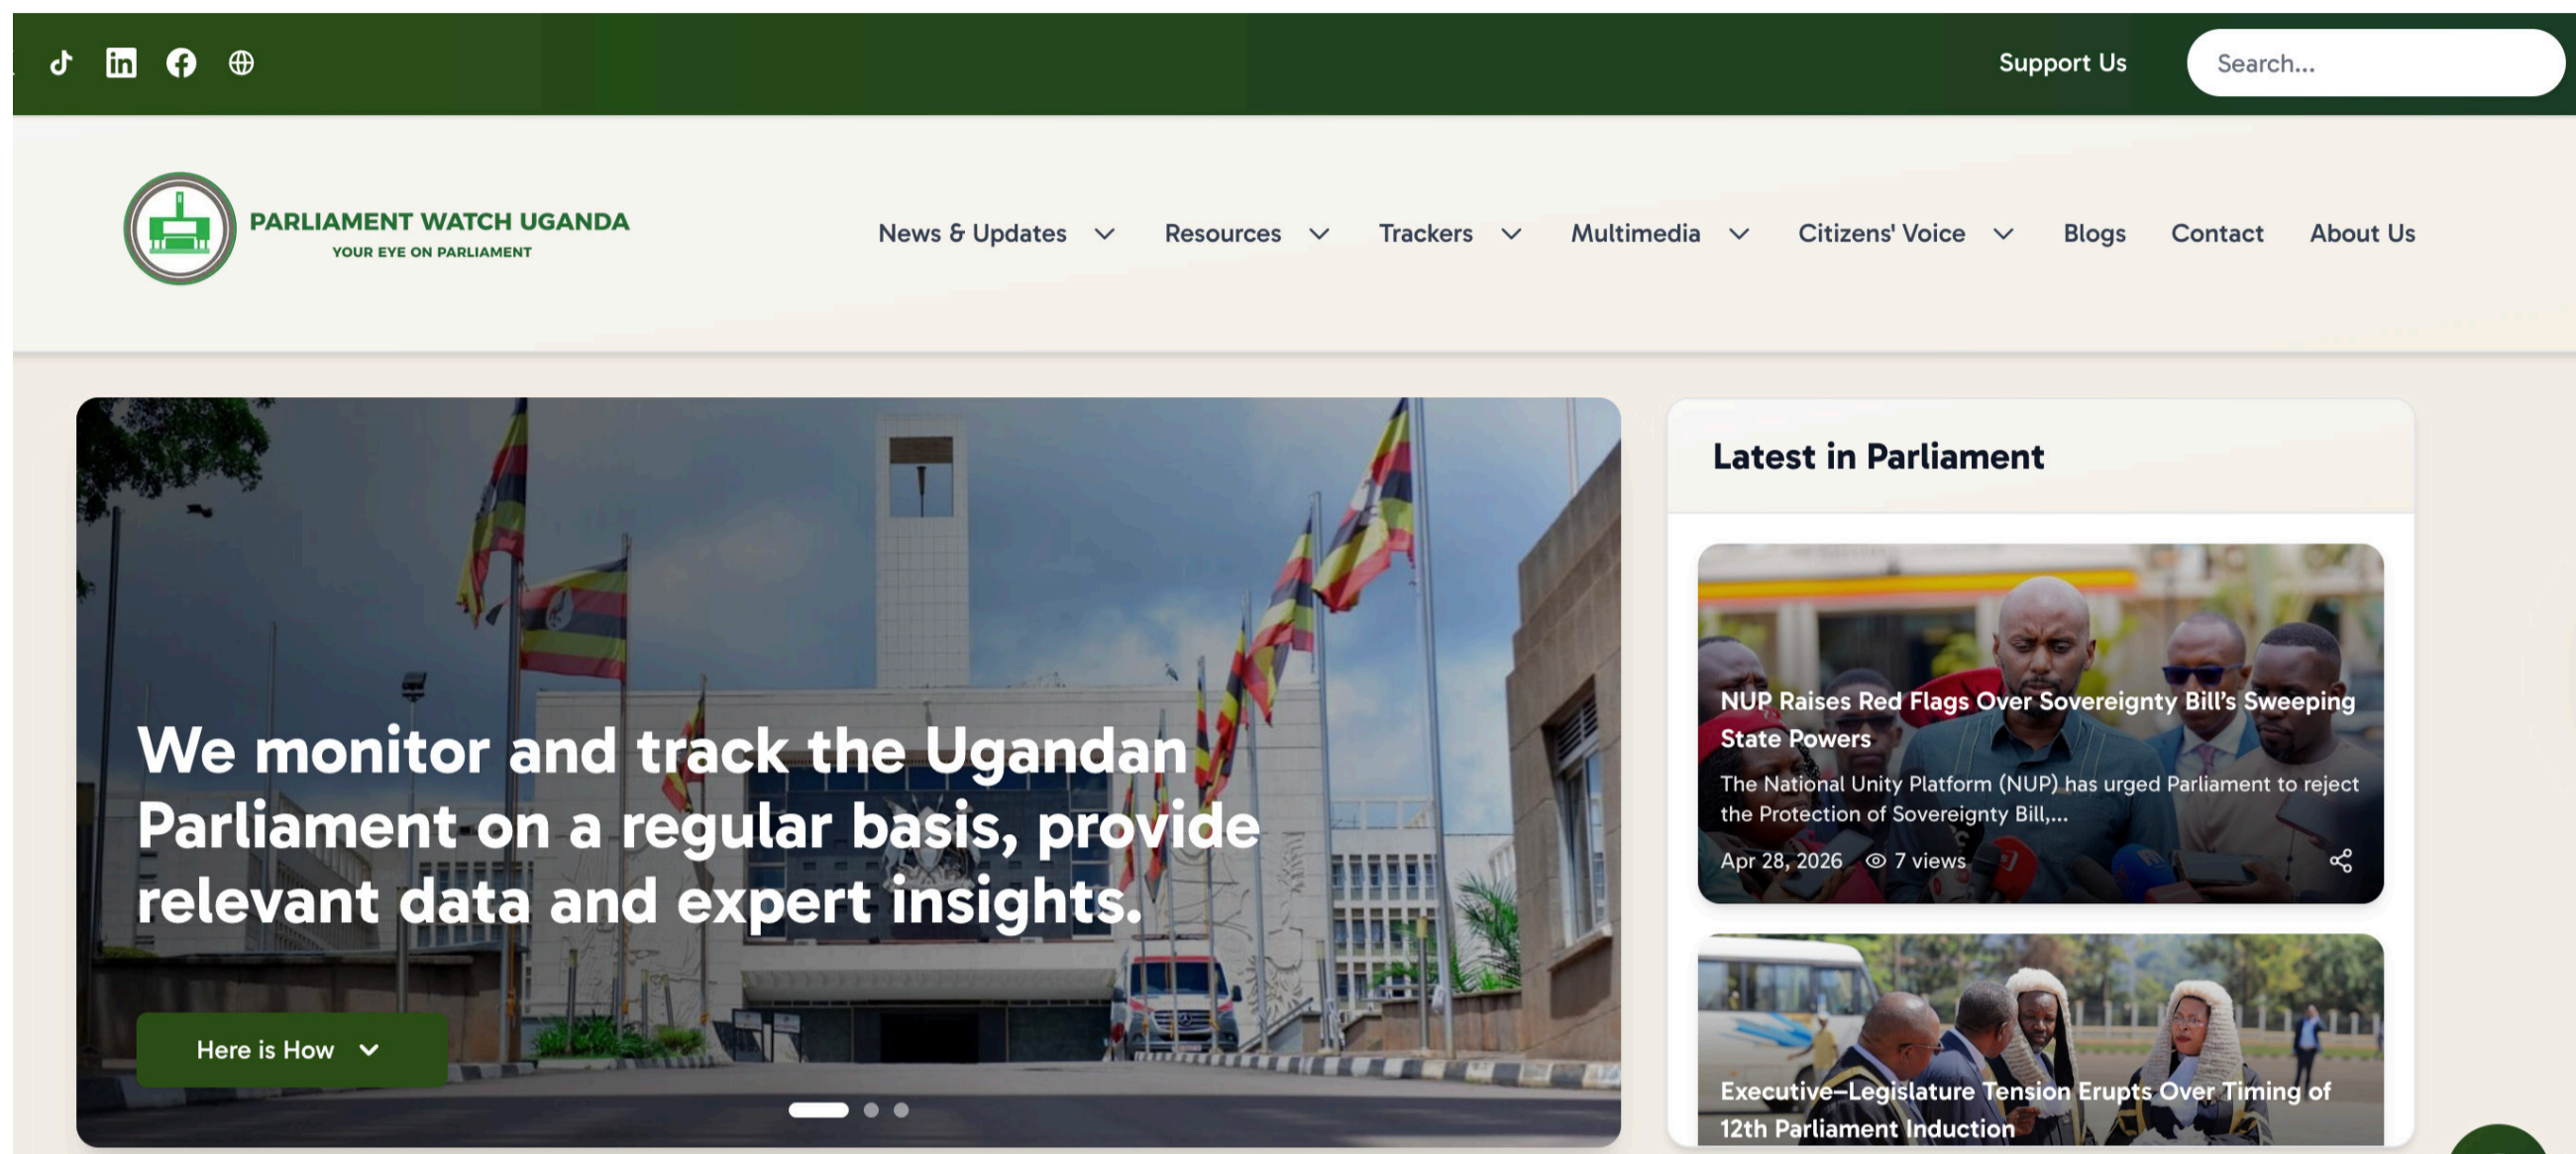 Support Us
Search...
PARLIAMENT WATCH UGANDA
YOUR EYE ON PARLIAMENT
News & Updates
Resources
Trackers
Multimedia
Citizens' Voice
Blogs
Contact
About Us
We monitor and track the Ugandan
Parliament on a regular basis, provide
relevant data and expert insights.
Here is How
Latest in Parliament
NUP Raises Red Flags Over Sovereignty Bill’s Sweeping
State Powers
The National Unity Platform (NUP) has urged Parliament to reject
the Protection of Sovereignty Bill,...
Apr 28, 2026
7 views
Executive–Legislature Tension Erupts Over Timing of
12th Parliament Induction